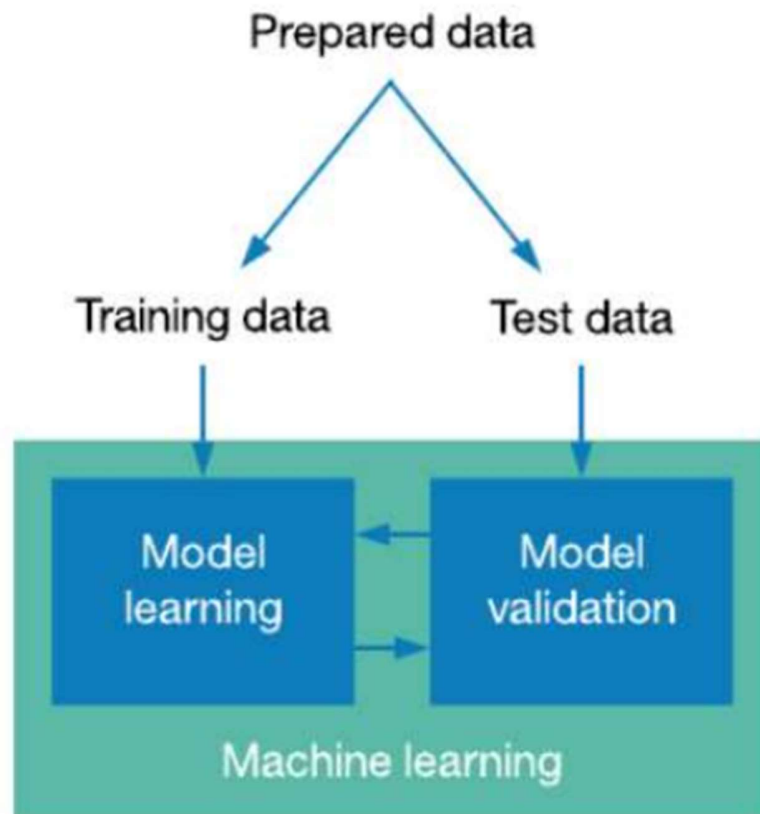 Prepared data
Training data
Test data
Model
learning
Model
validation
Machine learning